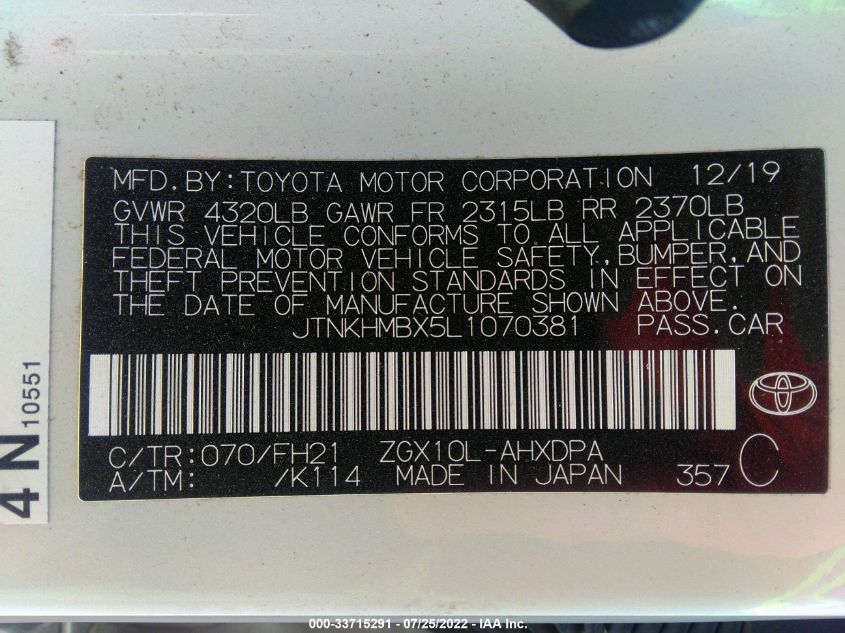 MFD.BY:TOYOTA MOTOR CORPORATION 12/19
GVWR 4320LB GAWR FR 2315LB RR 2370LB
THIS VEHICLE CONFORMS TO ALL APPLICABLE
FEDERAL MOTOR VEHICLE SAFETY,BUMPER,AND
THEFT PREVENTION STANDARDS IN EFFECT ON
THE DATE OF MANUFACTURE SHOWN ABOVE.
JTNKHMBX5L1070381 PASS.CAR
C/TR:070/FH21 ZGX10L-AHXDPA C
A/TM: /K114 MADE IN JAPAN 357
4 N 10551
000-33715291 - 07/25/2022 - IAA Inc.